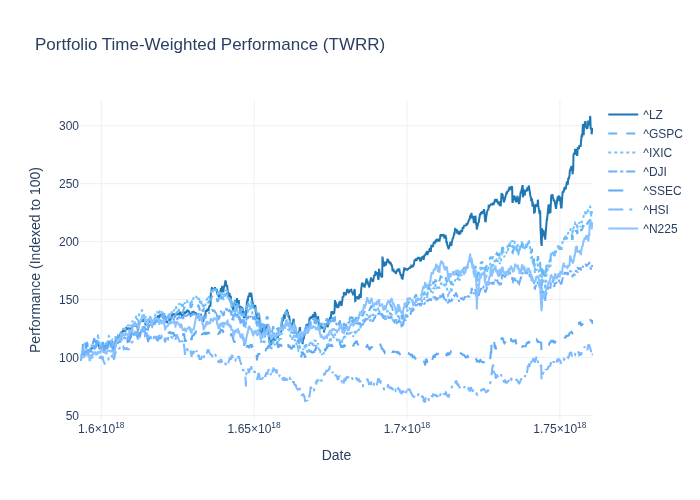 Portfolio Time-Weighted Performance (TWRR)
Performance (Indexed to 100)
300
250
200
150
100
50
1.6×10¹⁸
1.65×10¹⁸
1.7×10¹⁸
1.75×10¹⁸
Date
^LZ
^GSPC
^IXIC
^DJI
^SSEC
^HSI
^N225